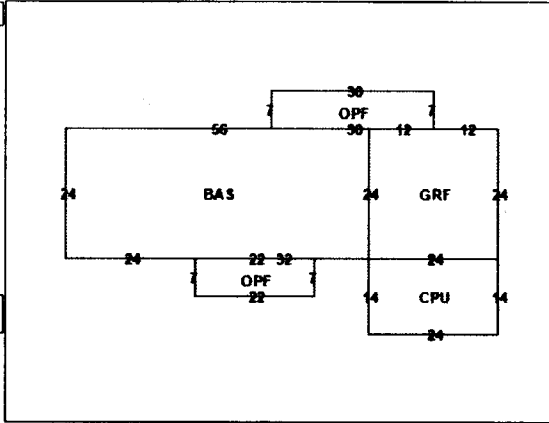 30
7 OPF 7
56 30 12 12
24 BAS 24 GRF 24
24 22 32 24
7 OPF 7
22
14 CPU 14
24